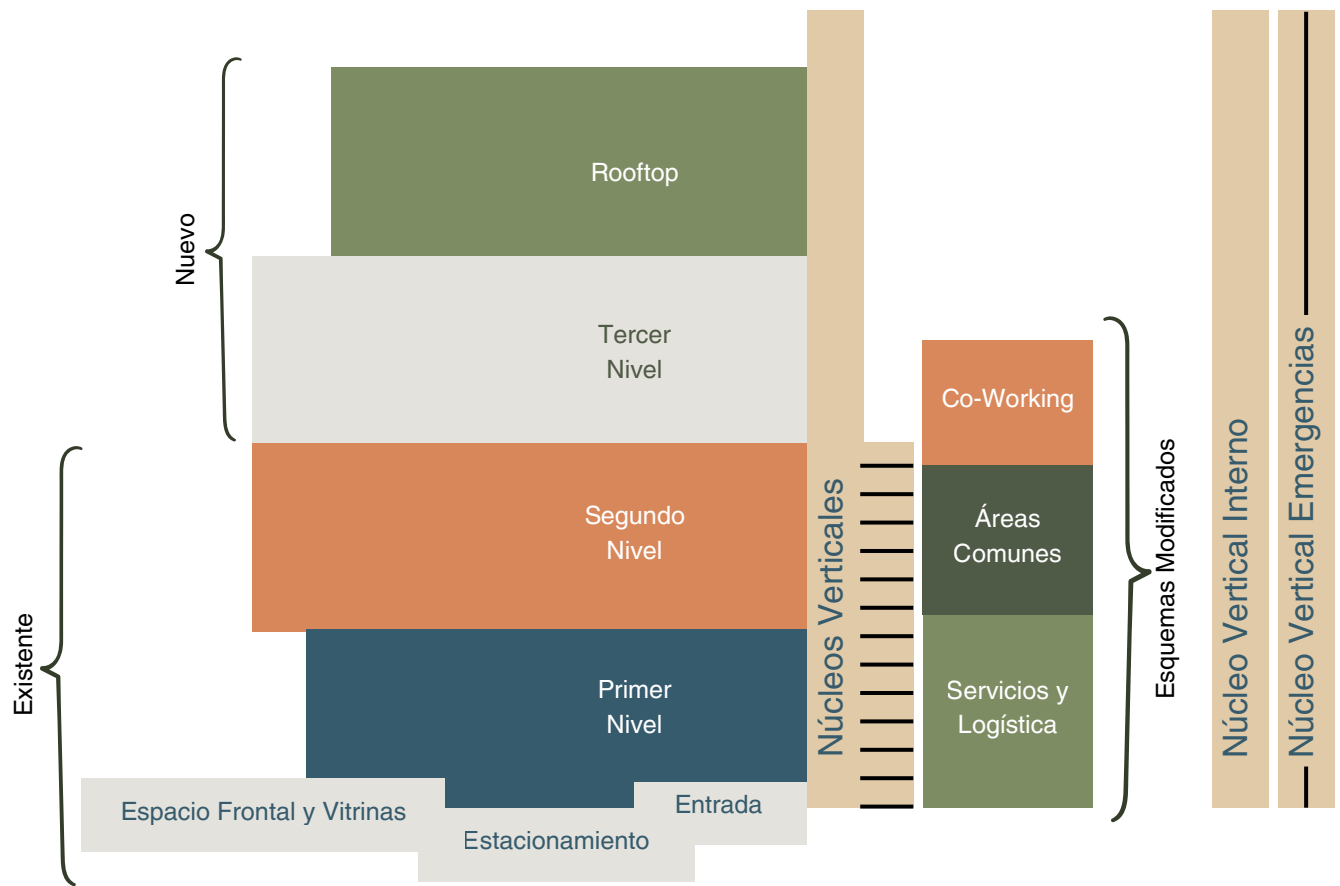 Nuevo
Rooftop
Tercer
Nivel
Existente
Segundo
Nivel
Primer
Nivel
Espacio Frontal y Vitrinas
Estacionamiento
Entrada
Núcleos Verticales
Co-Working
Áreas
Comunes
Servicios y
Logística
Esquemas Modificados
Núcleo Vertical Interno
Núcleo Vertical Emergencias